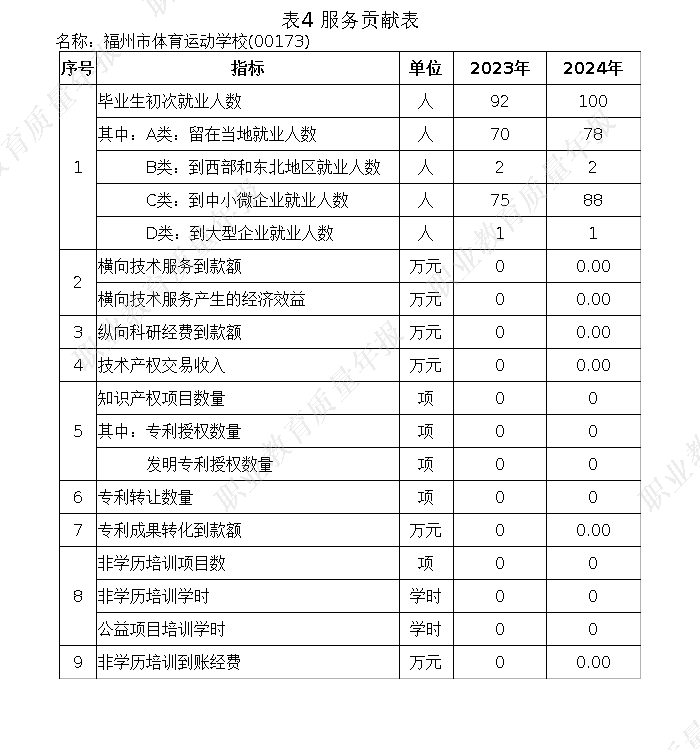 表4 服务贡献表
名称：福州市体育运动学校(00173)
序号 指标 单位 2023年 2024年
1 毕业生初次就业人数 人 92 100
其中：A类：留在当地就业人数 人 70 78
B类：到西部和东北地区就业人数 人 2 2
C类：到中小微企业就业人数 人 75 88
D类：到大型企业就业人数 人 1 1
2 横向技术服务到款额 万元 0 0.00
横向技术服务产生的经济效益 万元 0 0.00
3 纵向科研经费到款额 万元 0 0.00
4 技术产权交易收入 万元 0 0.00
5 知识产权项目数量 项 0 0
其中：专利授权数量 项 0 0
发明专利授权数量 项 0 0
6 专利转让数量 项 0 0
7 专利成果转化到款额 万元 0 0.00
8 非学历培训项目数 项 0 0
非学历培训学时 学时 0 0
公益项目培训学时 学时 0 0
9 非学历培训到账经费 万元 0 0.00
职业教育质量年报